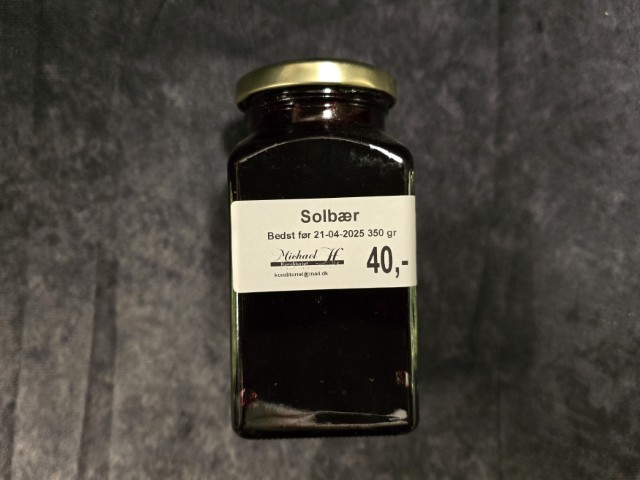 Solbær
Bedst før 21-04-2025 350 gr
Michael H
40,-
konditoriet@mail.dk